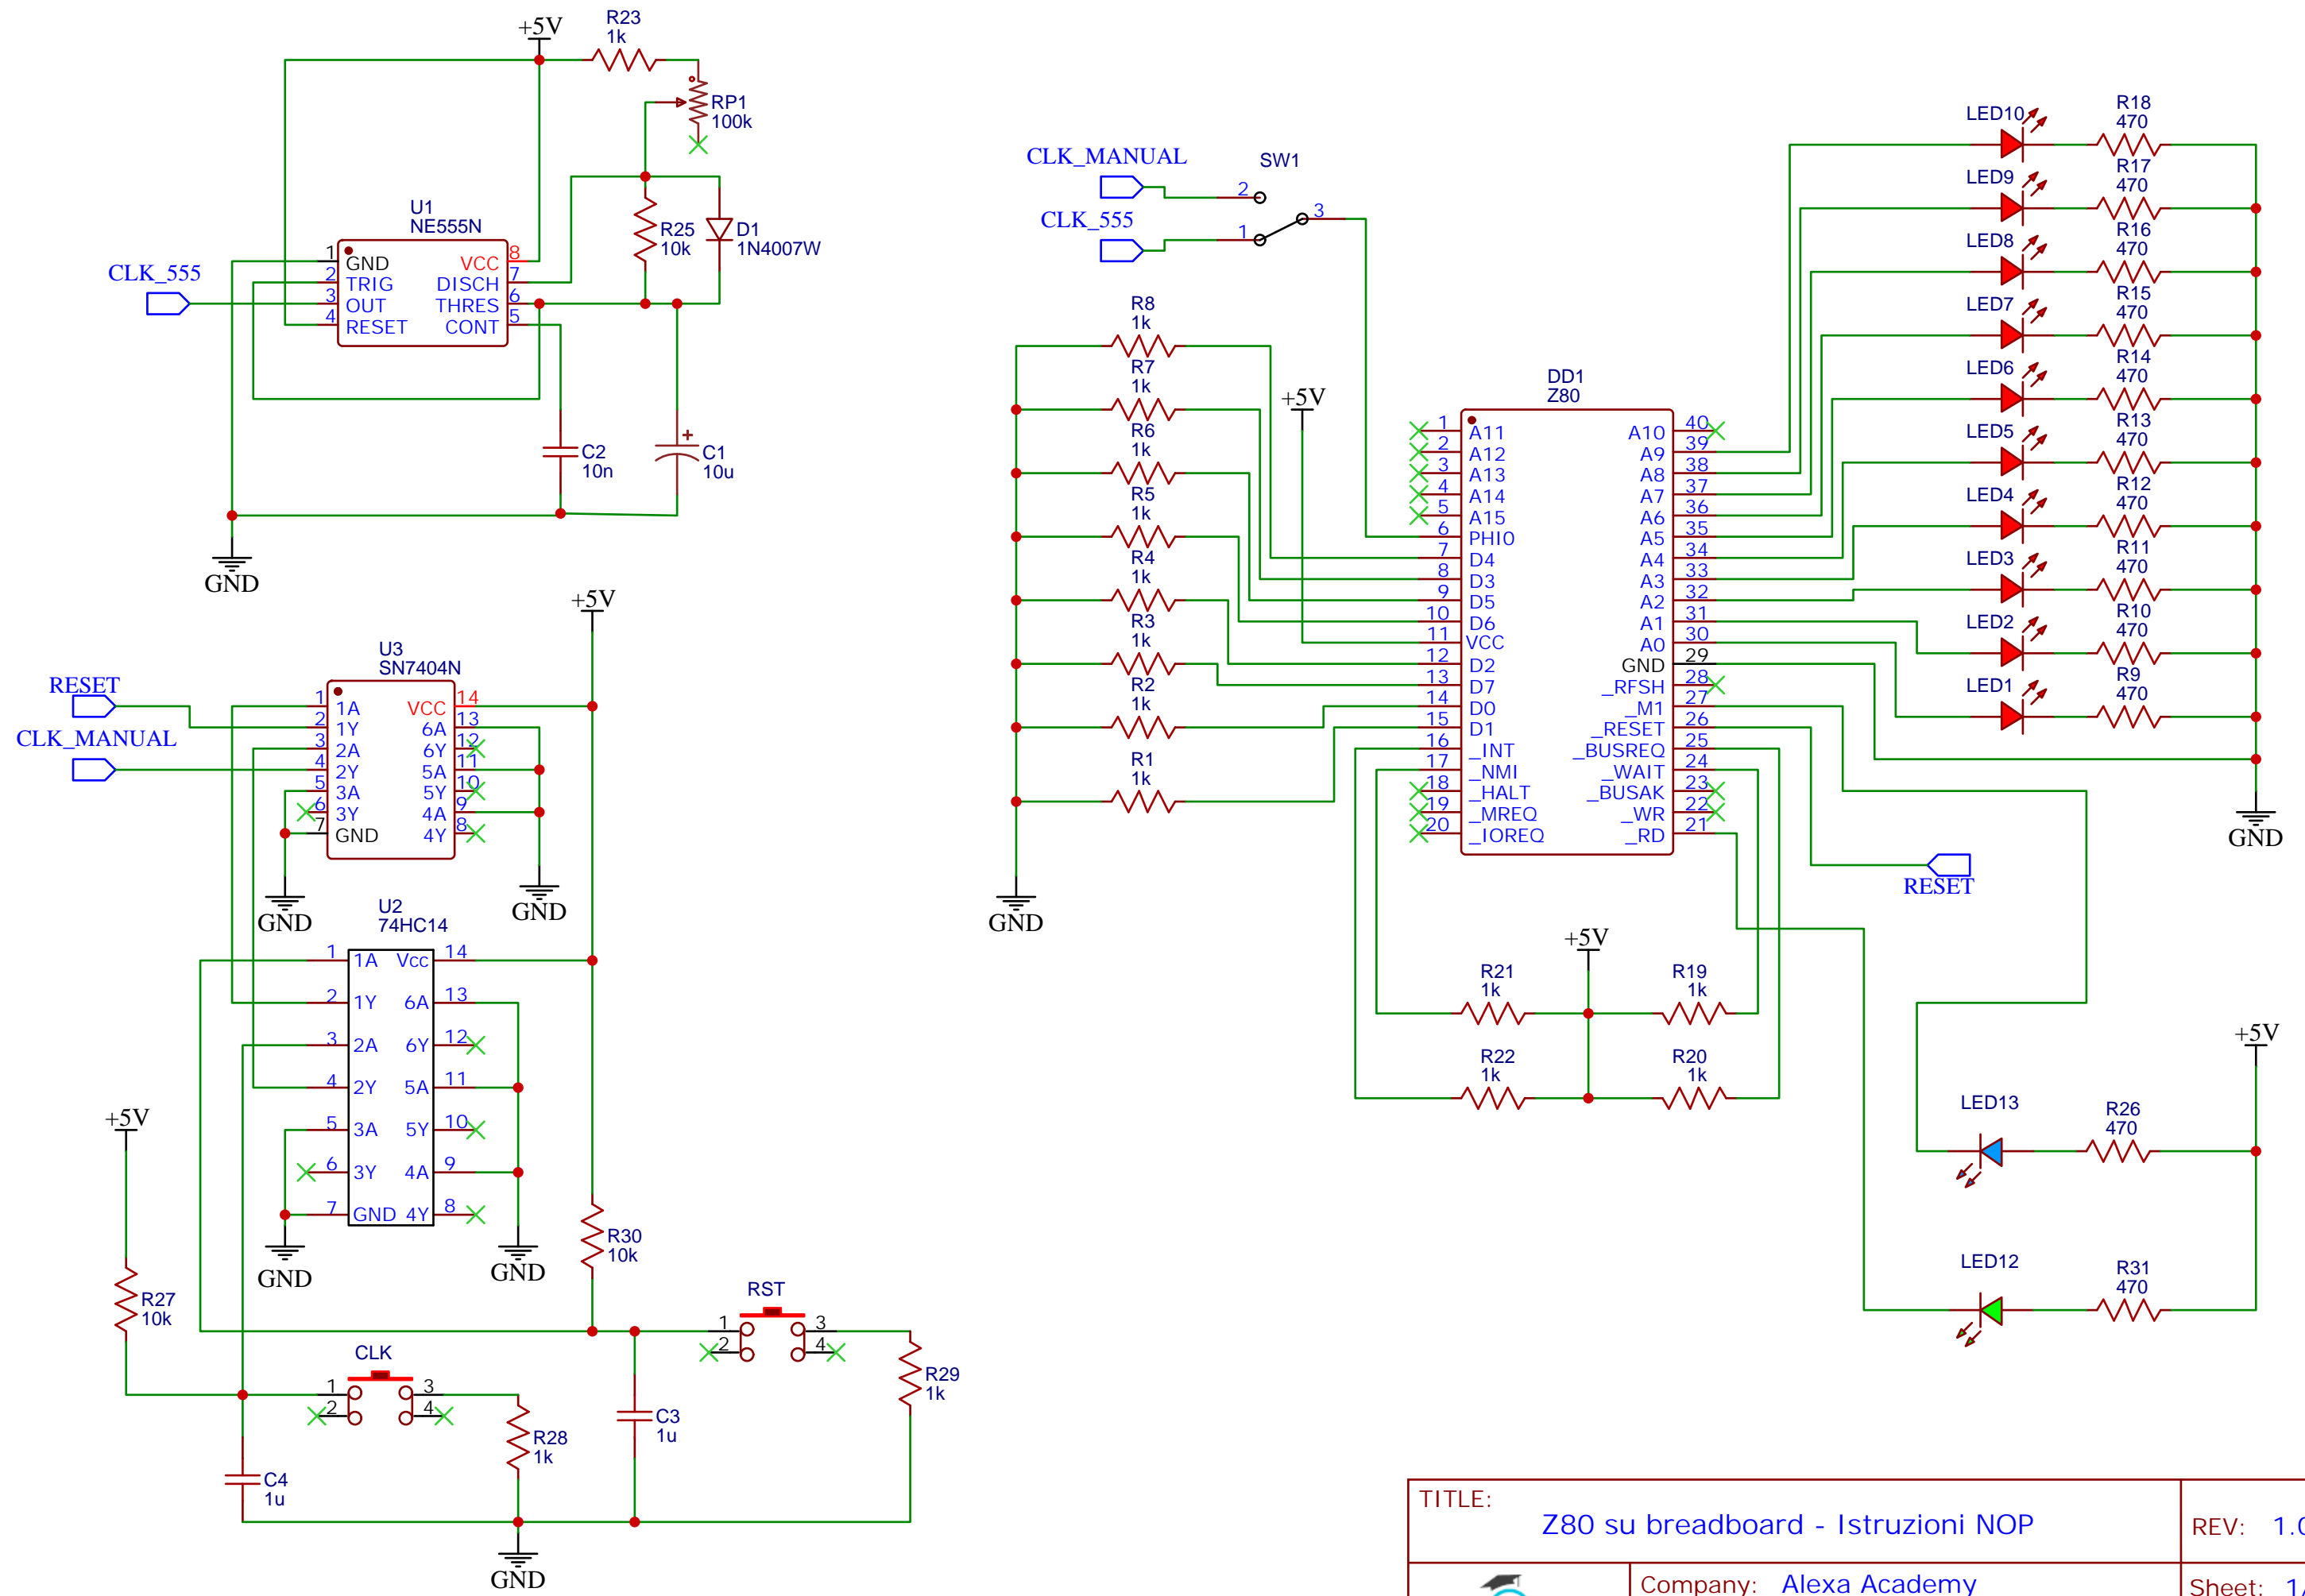 +5V
R23
1k
RP1
100k
U1
NE555N
R25
10k
D1
1N4007W
CLK_555
1
GND
2
TRIG
3
OUT
4
RESET
VCC
8
DISCH
7
THRES
6
CONT
5
C2
10n
C1
10u
GND
+5V
U3
SN7404N
RESET
CLK_MANUAL
1
1A
2
1Y
3
2A
4
2Y
5
3A
6
3Y
7
GND
VCC
14
6A
13
6Y
12
5A
11
5Y
10
4A
9
4Y
8
GND
GND
U2
74HC14
1
1A
2
1Y
3
2A
4
2Y
5
3A
6
3Y
7
GND
Vcc
14
6A
13
6Y
12
5A
11
5Y
10
4A
9
4Y
8
GND
GND
+5V
R27
10k
R30
10k
RST
1
2
3
4
R29
1k
CLK
1
2
3
4
R28
1k
C3
1u
C4
1u
GND
CLK_MANUAL
CLK_555
SW1
2
1
3
R8
1k
R7
1k
R6
1k
R5
1k
R4
1k
R3
1k
R2
1k
R1
1k
GND
+5V
DD1
Z80
1
A11
2
A12
3
A13
4
A14
5
A15
6
PHI0
7
D4
8
D3
9
D5
10
D6
11
VCC
12
D2
13
D7
14
D0
15
D1
16
_INT
17
_NMI
18
_HALT
19
_MREQ
20
_IOREQ
A10
40
A9
39
A8
38
A7
37
A6
36
A5
35
A4
34
A3
33
A2
32
A1
31
A0
30
GND
29
_RFSH
28
_M1
27
_RESET
26
_BUSREQ
25
_WAIT
24
_BUSAK
23
_WR
22
_RD
21
LED10
R18
470
LED9
R17
470
LED8
R16
470
LED7
R15
470
LED6
R14
470
LED5
R13
470
LED4
R12
470
LED3
R11
470
LED2
R10
470
LED1
R9
470
GND
RESET
+5V
R21
1k
R19
1k
R22
1k
R20
1k
+5V
LED13
R26
470
LED12
R31
470
TITLE:
Z80 su breadboard - Istruzioni NOP
REV:
Company: Alexa Academy
Sheet: